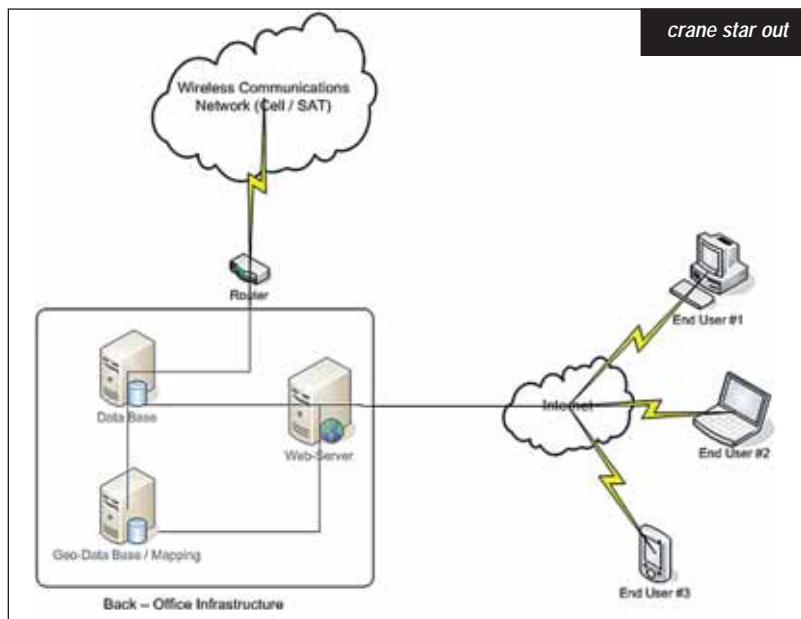 crane star out
Wireless Communications
Network (Cell / SAT)
Router
End User #1
Data Base
Internet
Web-Server
End User #2
Geo-Data Base / Mapping
End User #3
Back – Office Infrastructure